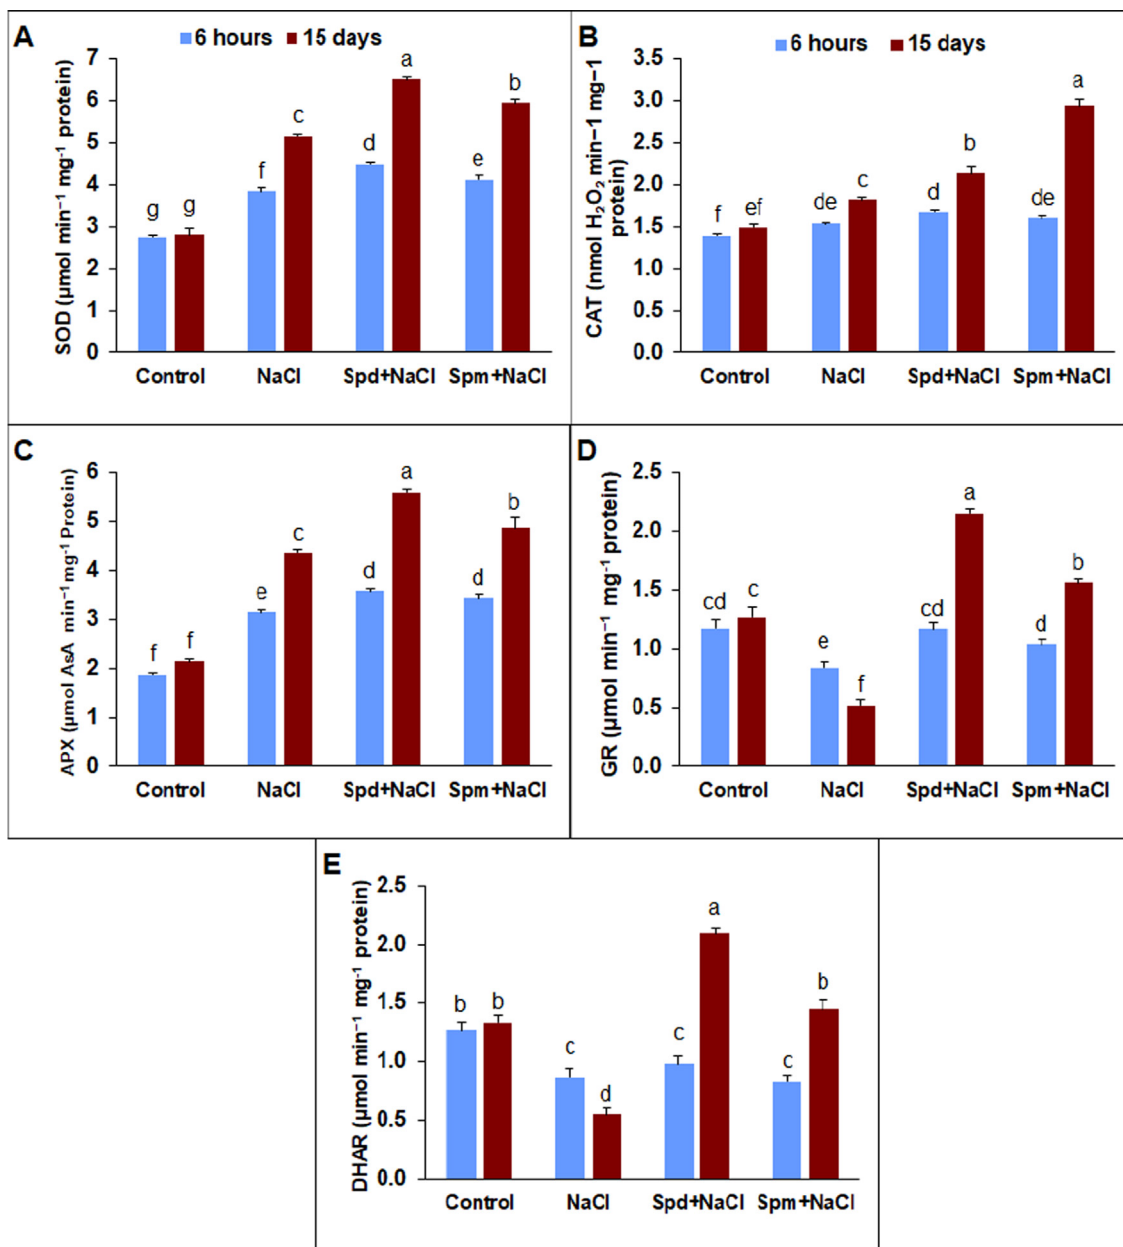 A
6 hours 15 days
SOD (µmol min⁻¹ mg⁻¹ protein)
7
6
5
4
3
2
1
0
g g f c d a e b
Control NaCl Spd+NaCl Spm+NaCl
B
6 hours 15 days
CAT (nmol H₂O₂ min−1 mg−1
protein)
3.5
3.0
2.5
2.0
1.5
1.0
0.5
0.0
f ef de c d b de a
Control NaCl Spd+NaCl Spm+NaCl
C
APX (µmol AsA min⁻¹ mg⁻¹ Protein)
6
5
4
3
2
1
0
f f e c d a d b
Control NaCl Spd+NaCl Spm+NaCl
D
GR (µmol min⁻¹ mg⁻¹ protein)
2.5
2.0
1.5
1.0
0.5
0.0
cd c e f cd a d b
Control NaCl Spd+NaCl Spm+NaCl
E
DHAR (µmol min⁻¹ mg⁻¹ protein)
2.5
2.0
1.5
1.0
0.5
0.0
b b c d c a c b
Control NaCl Spd+NaCl Spm+NaCl